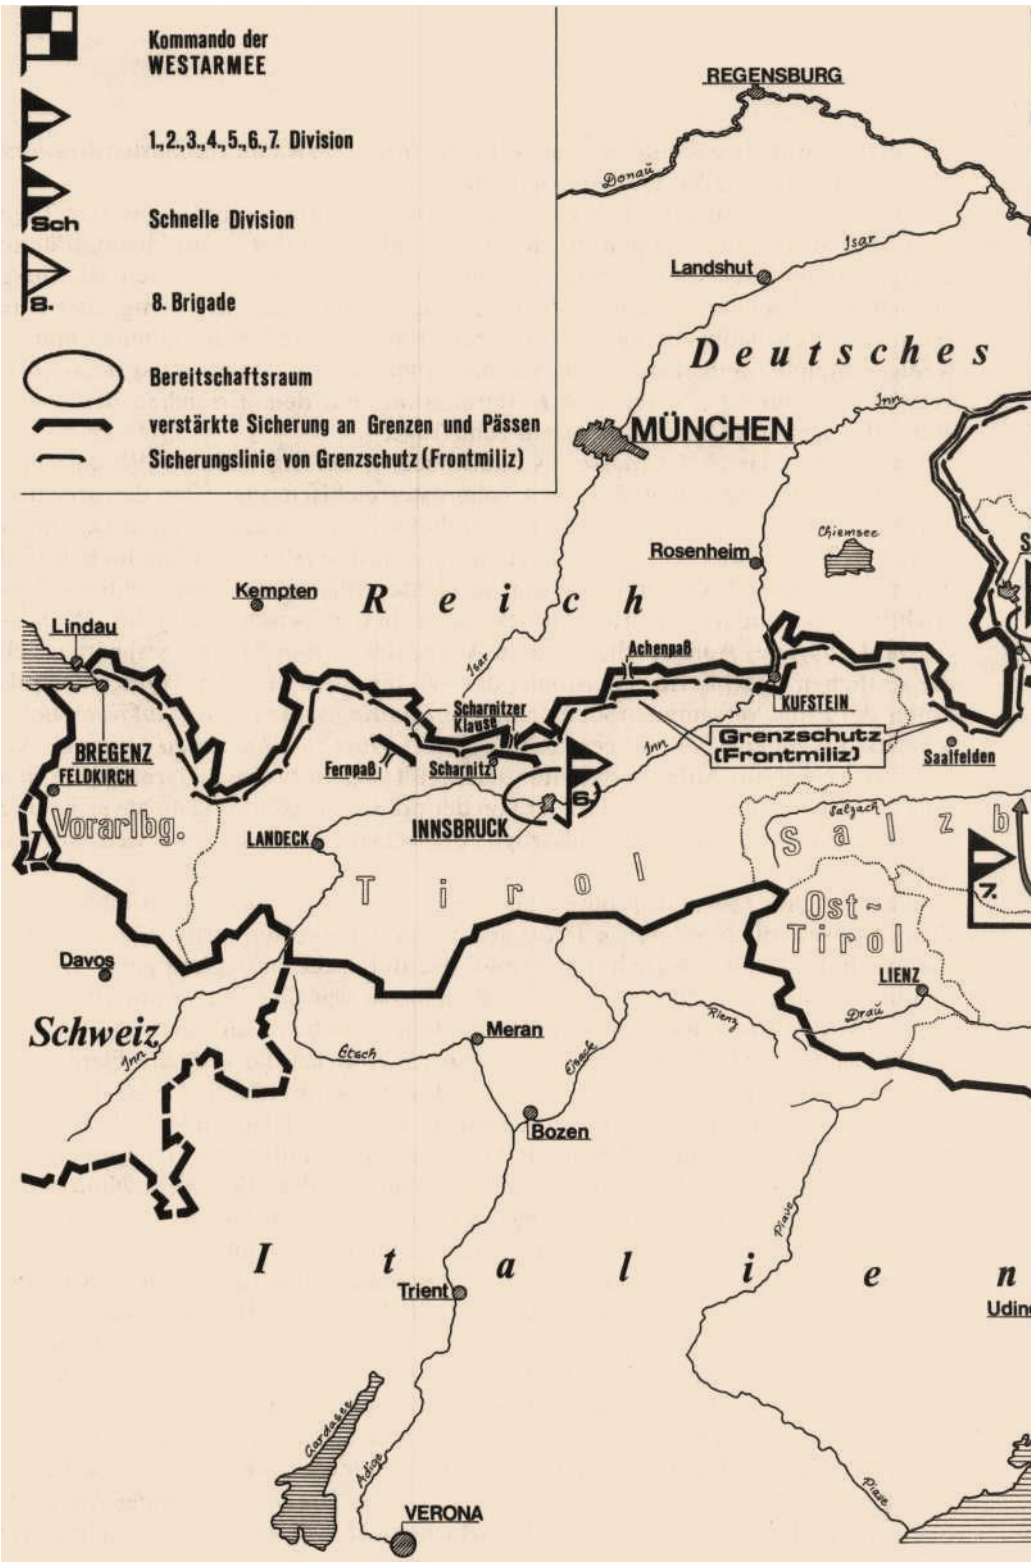 Kommando der
WESTARMEE
1.,2.,3.,4.,5.,6.,7. Division
Sch
Schnelle Division
8.
8. Brigade
Bereitschaftsraum
verstärkte Sicherung an Grenzen und Pässen
Sicherungslinie von Grenzschutz (Frontmiliz)
REGENSBURG
Donaŭ
Isar
Landshut
Deutsches
Inn
MÜNCHEN
Chiemsee
Rosenheim
S
Kempten
Reich
Lindau
Isar
Achenpaß
Scharnitzer
Klause
KUFSTEIN
BREGENZ
Grenzschutz
(Frontmiliz)
Inn
Fernpaß
Scharnitz
Saalfelden
FELDKIRCH
6.
Vorarlbg.
INNSBRUCK
Salzach
Salzb
L
LANDECK
Tirol
7.
Ost=
Tirol
Davos
LIENZ
Schweiz
Inn
Etsch
Meran
Eisack
Rienz
Draŭ
Bozen
Piave
Italien
Trient
Udine
Gardasee
Adige
Piave
VERONA